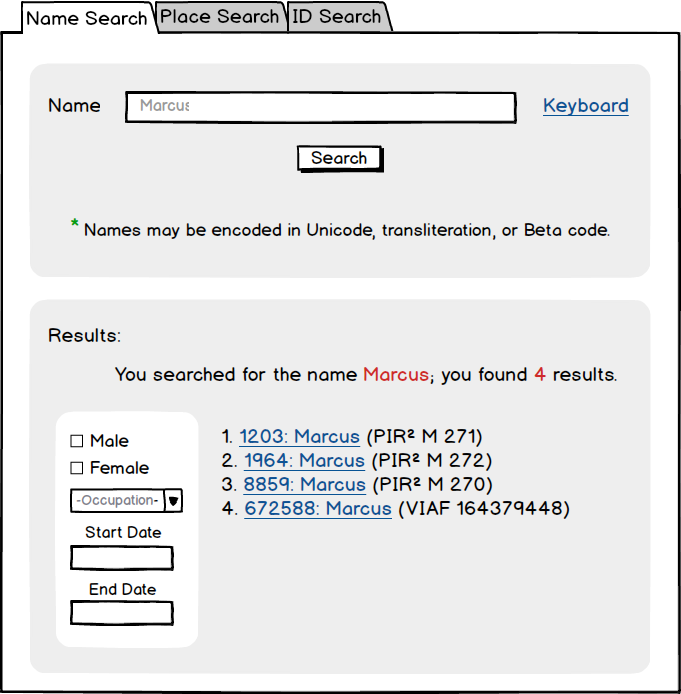 Name Search Place Search ID Search
Name Marcus Keyboard
Search
* Names may be encoded in Unicode, transliteration, or Beta code.
Results:
You searched for the name Marcus; you found 4 results.
Male
Female
-Occupation-
Start Date
End Date
1. 1203: Marcus (PIR² M 271)
2. 1964: Marcus (PIR² M 272)
3. 8859: Marcus (PIR² M 270)
4. 672588: Marcus (VIAF 164379448)